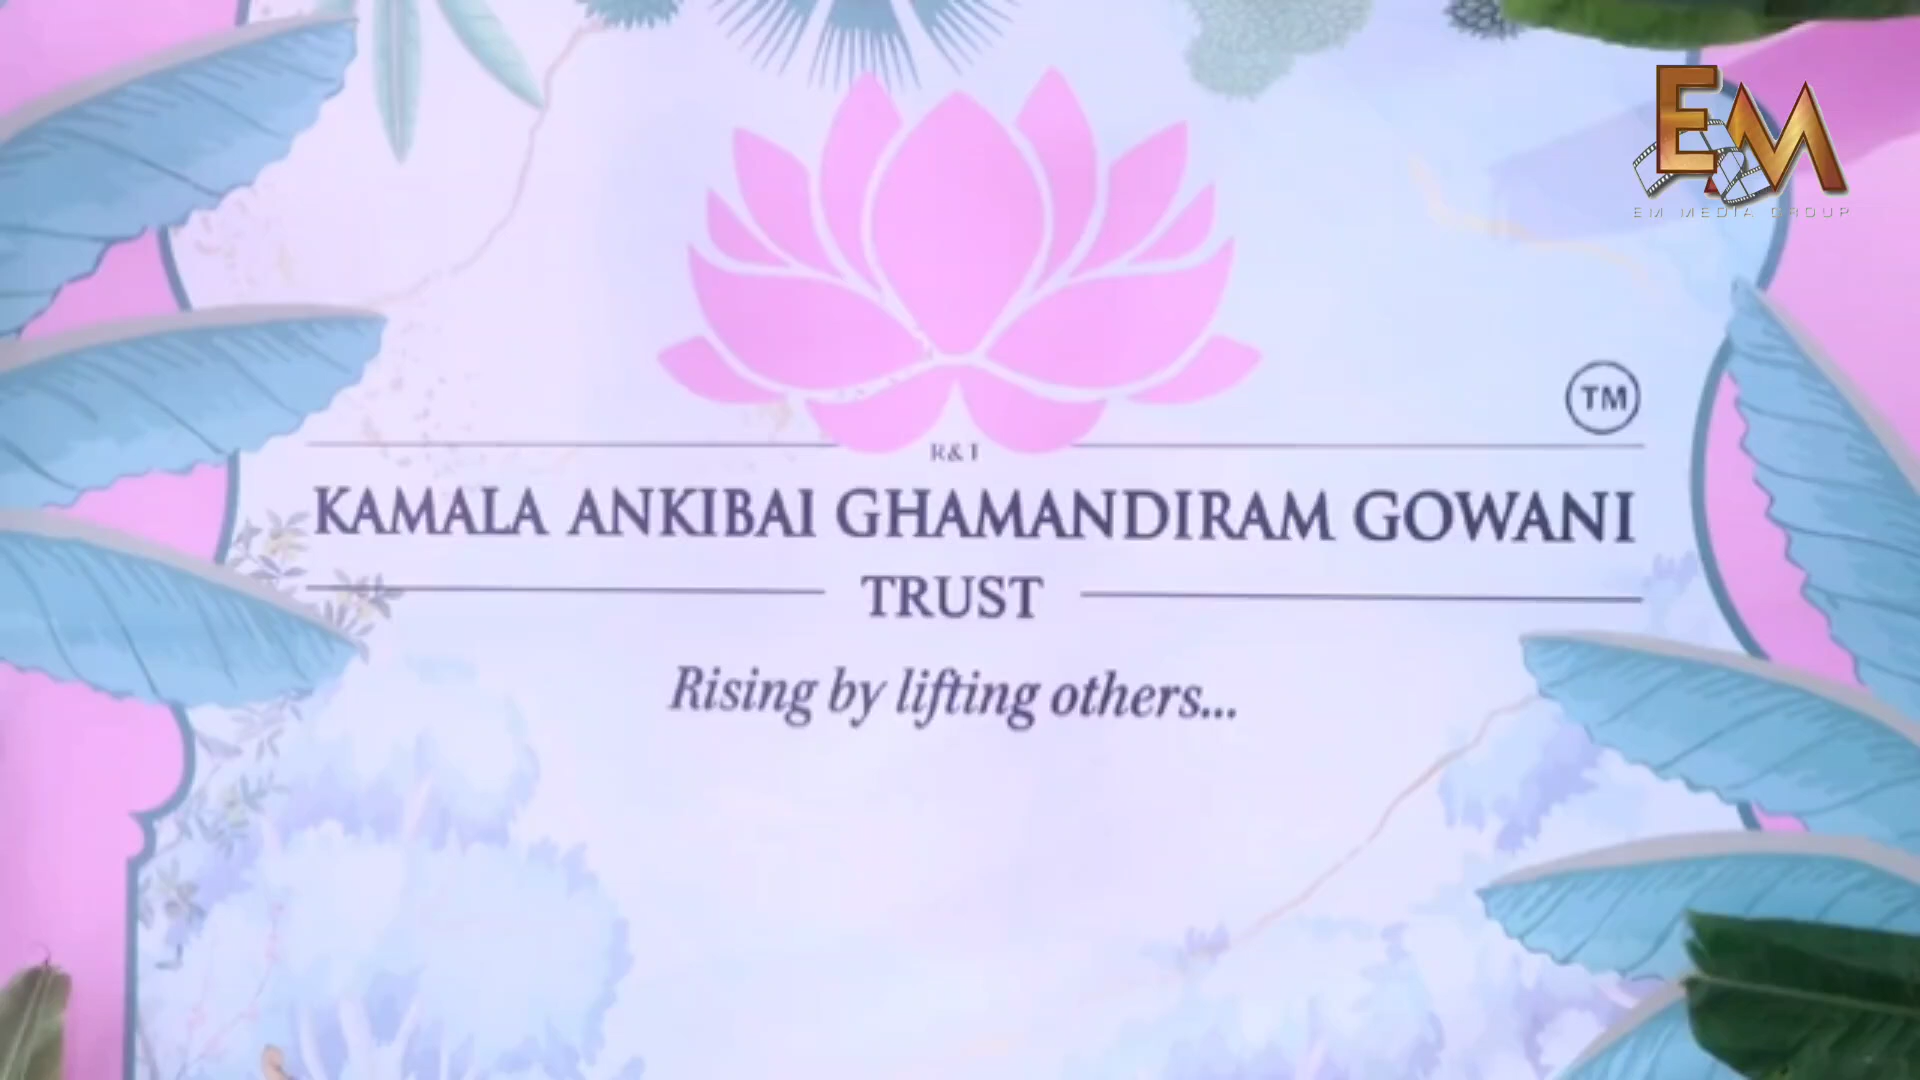 EM
EM MEDIA GROUP
TM
R&T
KAMALA ANKIBAI GHAMANDIRAM GOWANI
TRUST
Rising by lifting others...